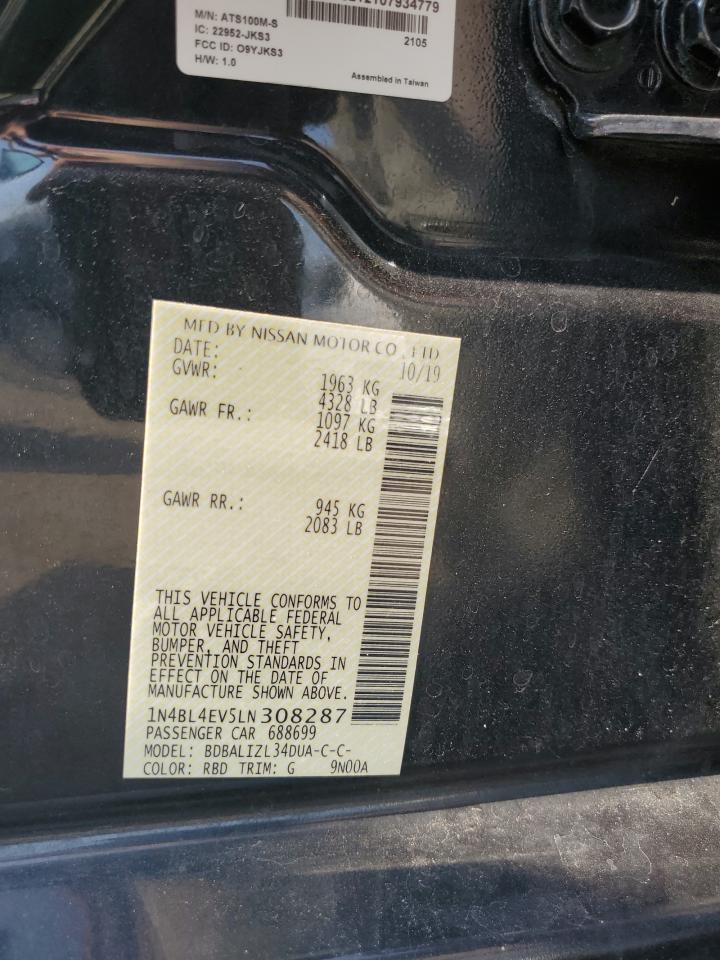 M/N: ATS100M-S
IC: 22952-JKS3
2105
FCC ID: O9YJKS3
H/W: 1.0
Assembled in Taiwan
MFD BY NISSAN MOTOR CO., LTD
DATE: 10/19
GVWR: 1963 KG
4328 LB
GAWR FR.: 1097 KG
2418 LB
GAWR RR.: 945 KG
2083 LB
THIS VEHICLE CONFORMS TO
ALL APPLICABLE FEDERAL
MOTOR VEHICLE SAFETY,
BUMPER, AND THEFT
PREVENTION STANDARDS IN
EFFECT ON THE DATE OF
MANUFACTURE SHOWN ABOVE.
1N4BL4EV5LN308287
PASSENGER CAR 688699
MODEL: BDBALIZL34DUA-C-C-
COLOR: RBD TRIM: G 9N00A